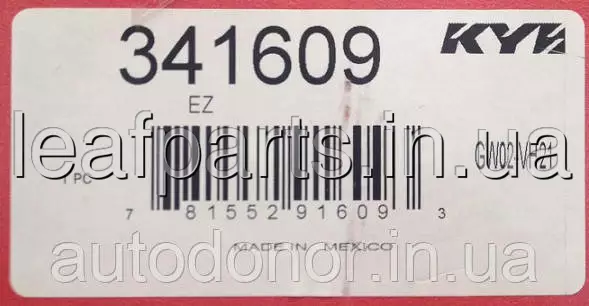 341609
KYB
EZ
leafparts.in.ua
1 PC
GW02-VR21
7 81552 91609 3
MADE IN MEXICO
autodonor.in.ua